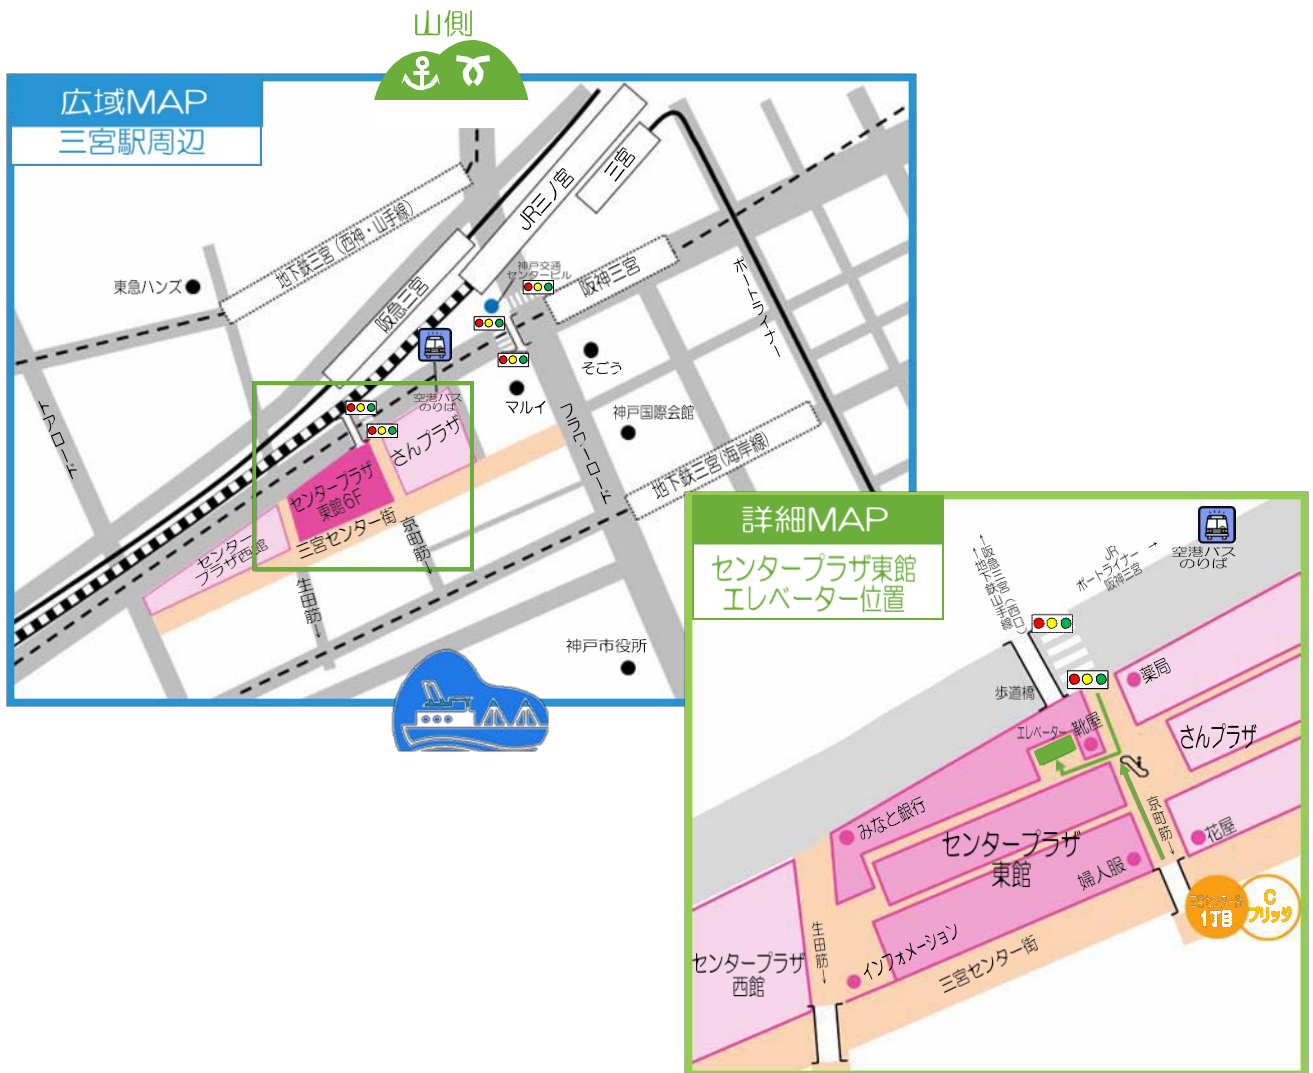 山側
広域MAP
三宮駅周辺
三宮
JR三ノ宮
地下鉄三宮(西神・山手線)
神戸交通
センタービル
阪神三宮
ポートライナー
東急ハンズ
阪急三宮
そごう
マルイ
空港バス
のりば
フラワーロード
神戸国際会館
トアロード
さんプラザ
地下鉄三宮(海岸線)
センタープラザ
東館6F
三宮センター街
京町筋→
センター
プラザ西館
生田筋→
神戸市役所
詳細MAP
センタープラザ東館
エレベーター位置
←阪急三宮(西口)
←地下鉄山手線
JR
ポートライナー →
阪神三宮
空港バス
のりば
歩道橋
薬局
エレベーター
靴屋
さんプラザ
みなと銀行
京町筋→
花屋
センタープラザ
東館
婦人服
三宮センター街
1丁目
C
ブリッジ
生田筋→
インフォメーション
三宮センター街
センタープラザ
西館